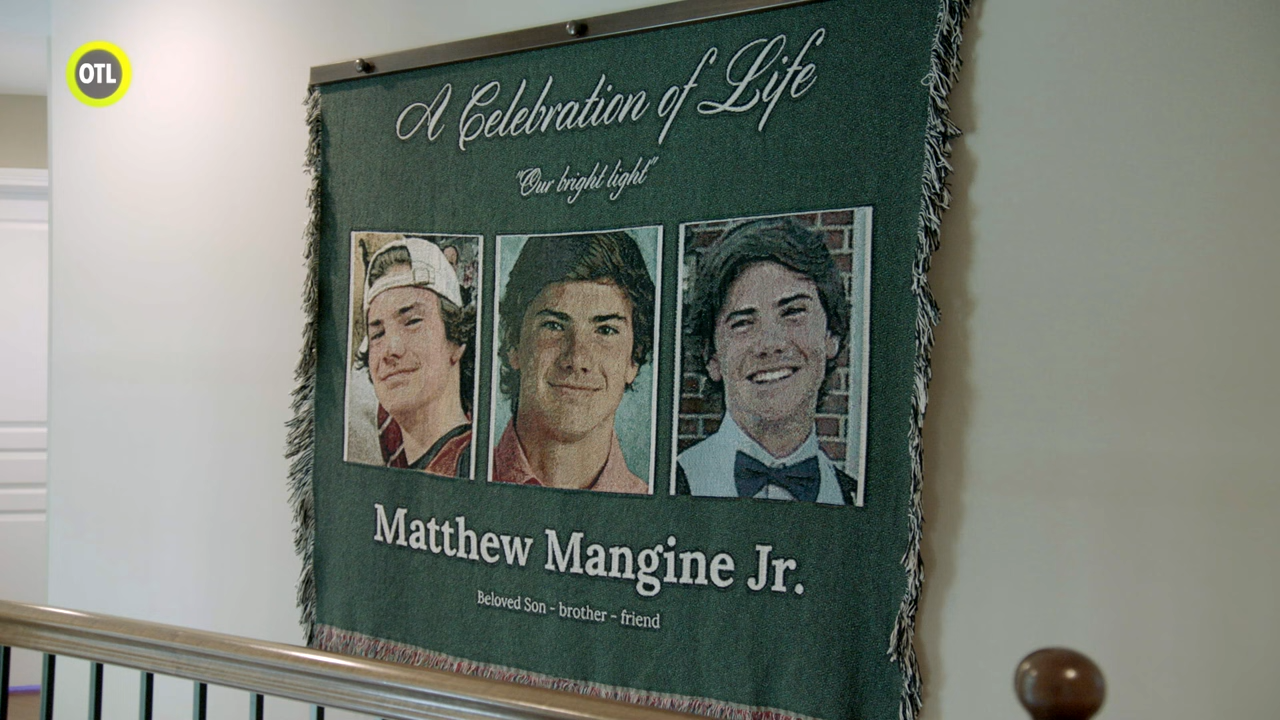 OTL
A Celebration of Life
"Our bright light"
Matthew Mangine Jr.
Beloved Son - brother - friend